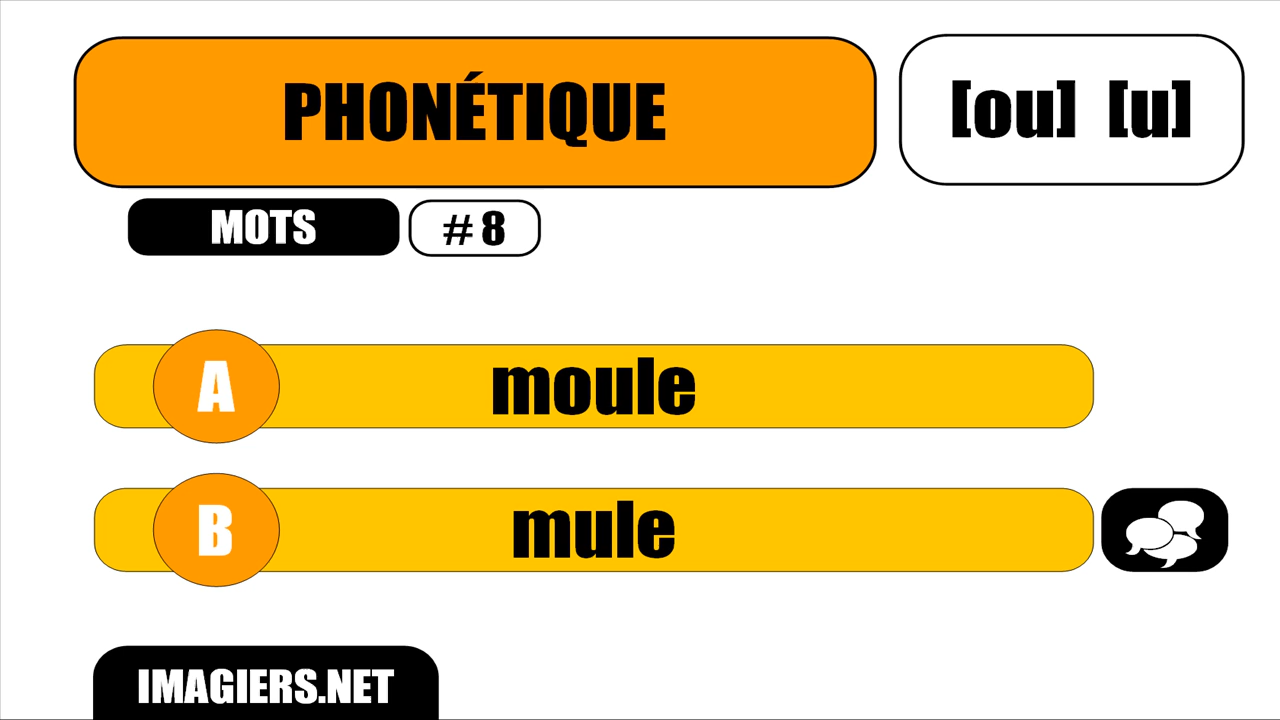 PHONÉTIQUE
[ou] [u]
MOTS
# 8
A
moule
B
mule
IMAGIERS.NET